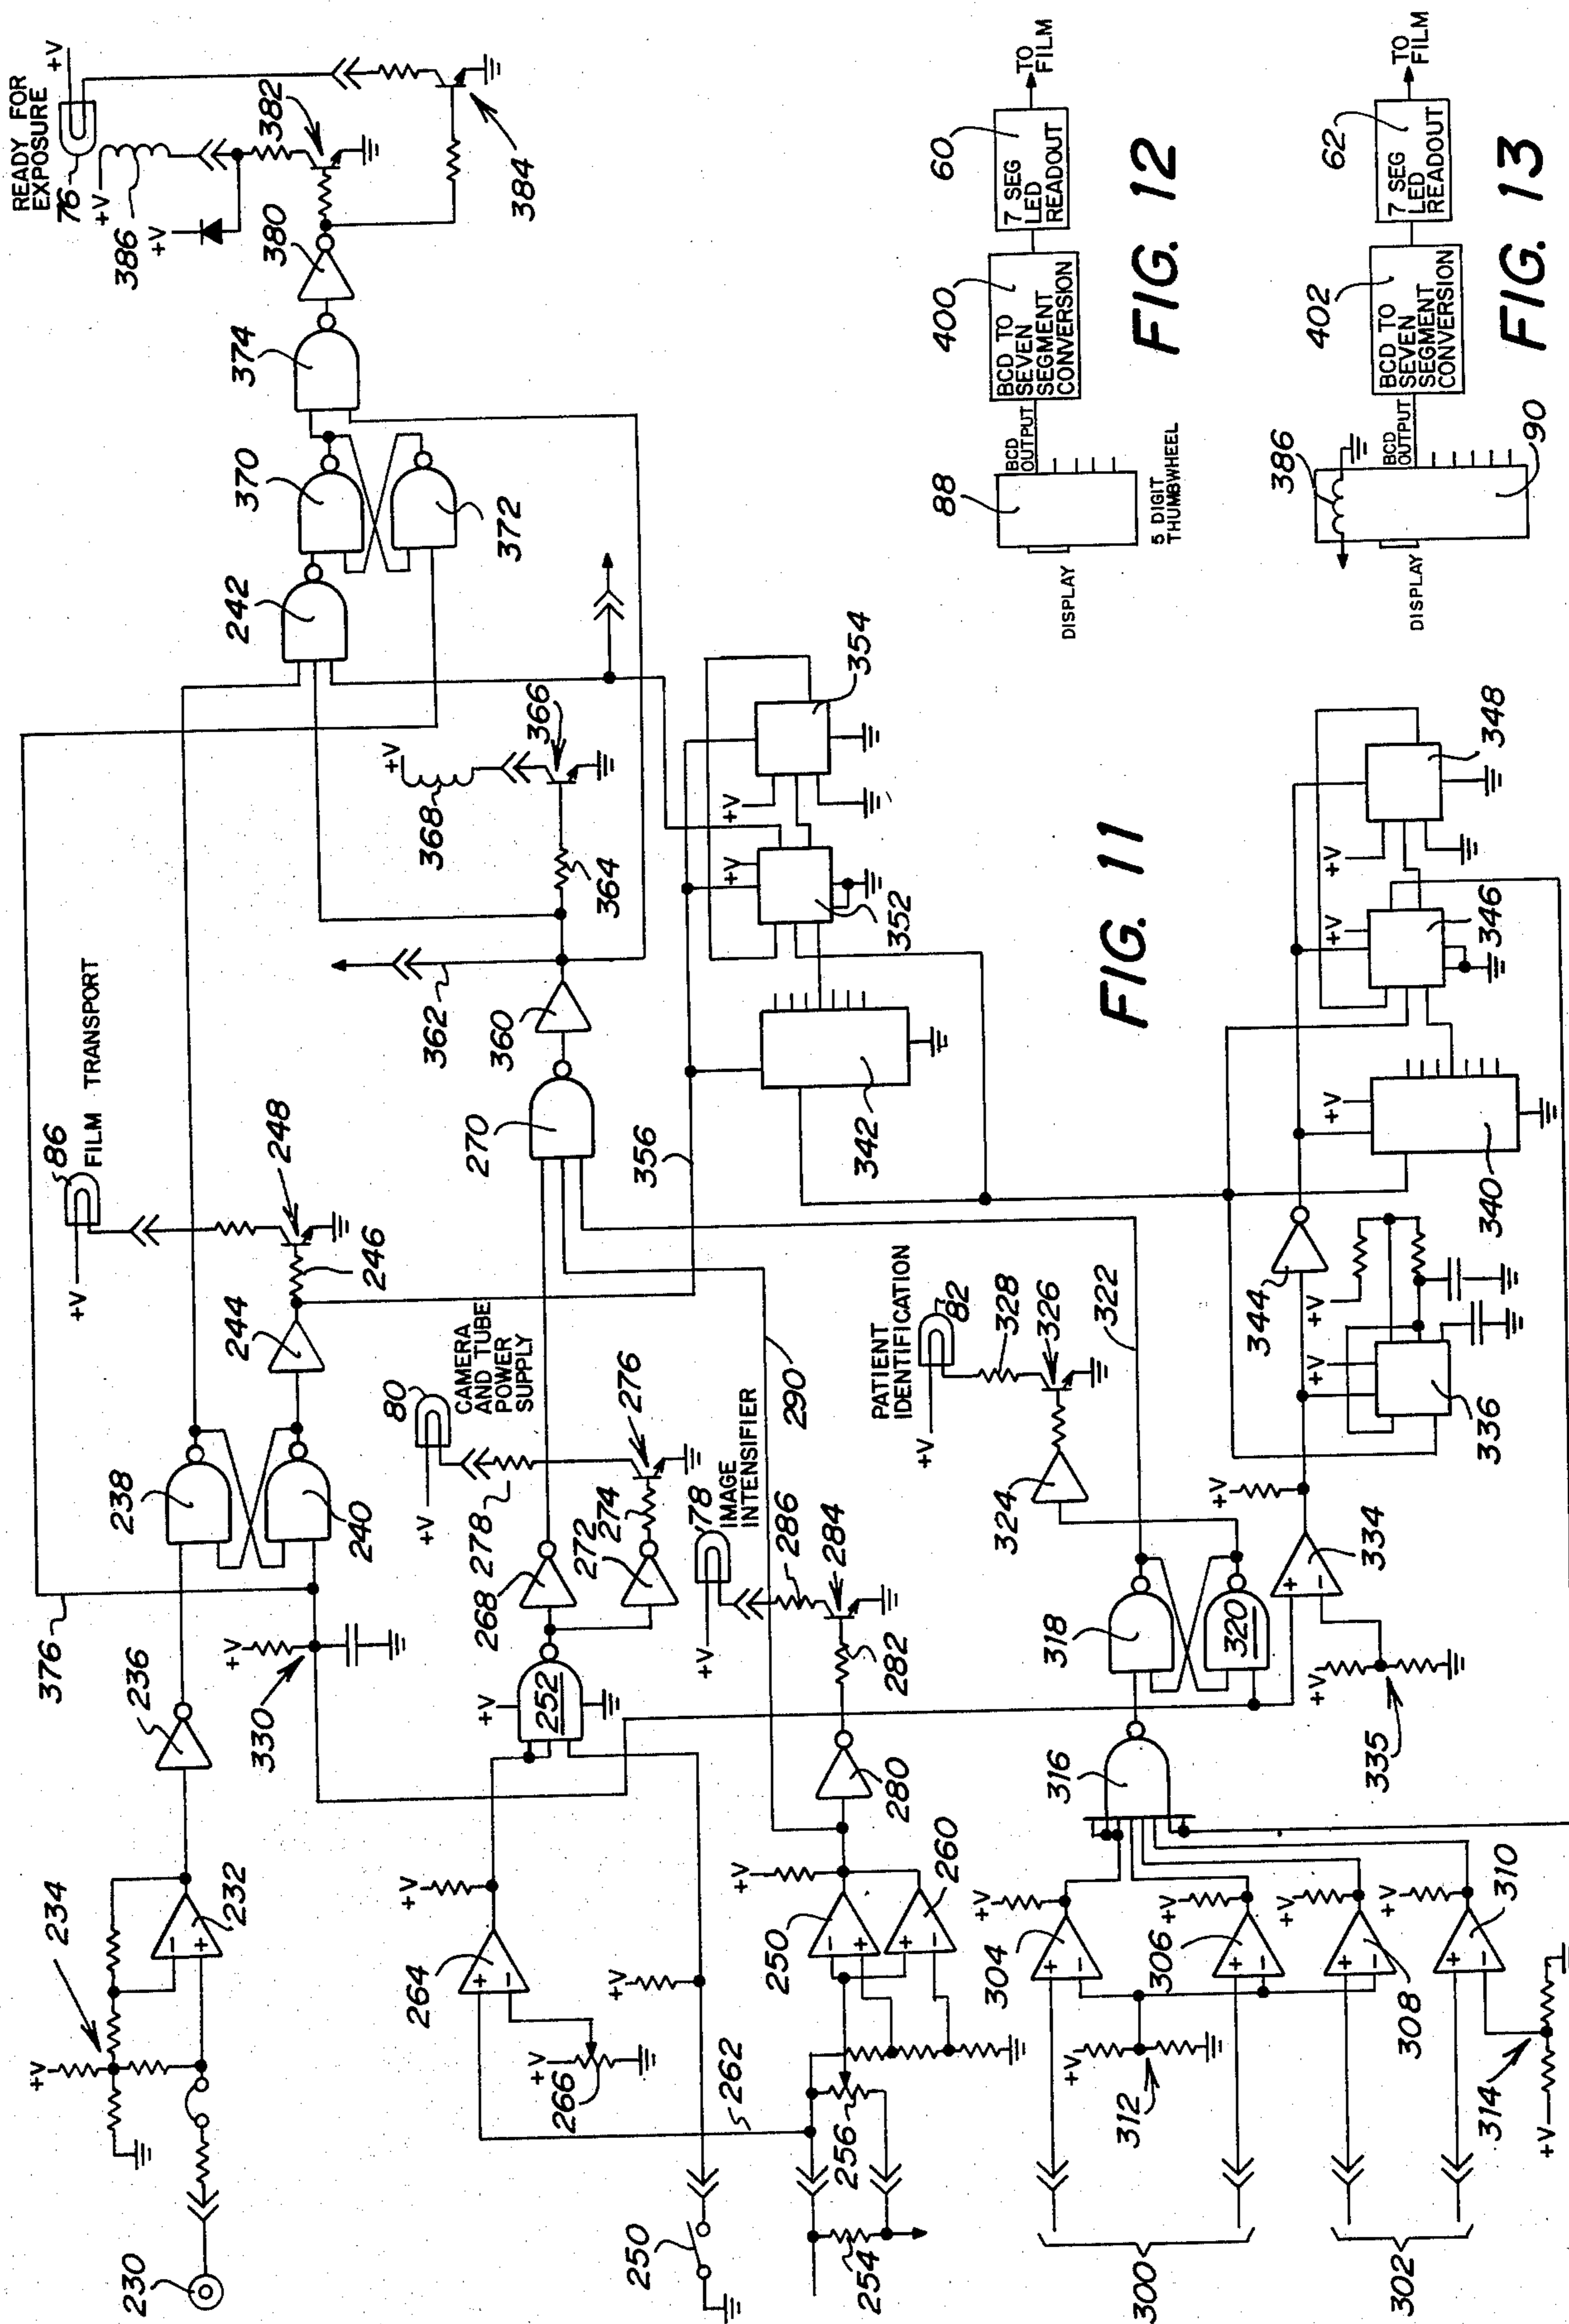 READY FOR
EXPOSURE
76
+V
+V
386
+V
382
380
384
374
370
372
242
376
86
FILM TRANSPORT
+V
248
246
244
238
240
236
330
+V
234
+V
232
230
+V
368
366
364
362
360
270
356
354
+V
+V
352
342
80
CAMERA
AND TUBE
POWER
SUPPLY
+V
276
278
274
268
272
+V
252
78
IMAGE
INTENSIFIER
+V
286
284
282
280
290
+V
264
+V
266
+V
262
250
+V
250
260
256
254
PATIENT
IDENTIFICATION
82
+V
328
326
324
322
318
320
316
+V
334
+V
335
344
+V
+V
336
+V
340
+V
346
+V
348
+V
304
+V
306
+V
308
+V
310
+V
312
314
+V
300
302
FIG. 11
DISPLAY
88
BCD
OUTPUT
5 DIGIT
THUMBWHEEL
400
BCD TO
SEVEN
SEGMENT
CONVERSION
60
7 SEG
LED
READOUT
TO
FILM
FIG. 12
DISPLAY
386
BCD
OUTPUT
90
402
BCD TO
SEVEN
SEGMENT
CONVERSION
62
7 SEG
LED
READOUT
TO
FILM
FIG. 13